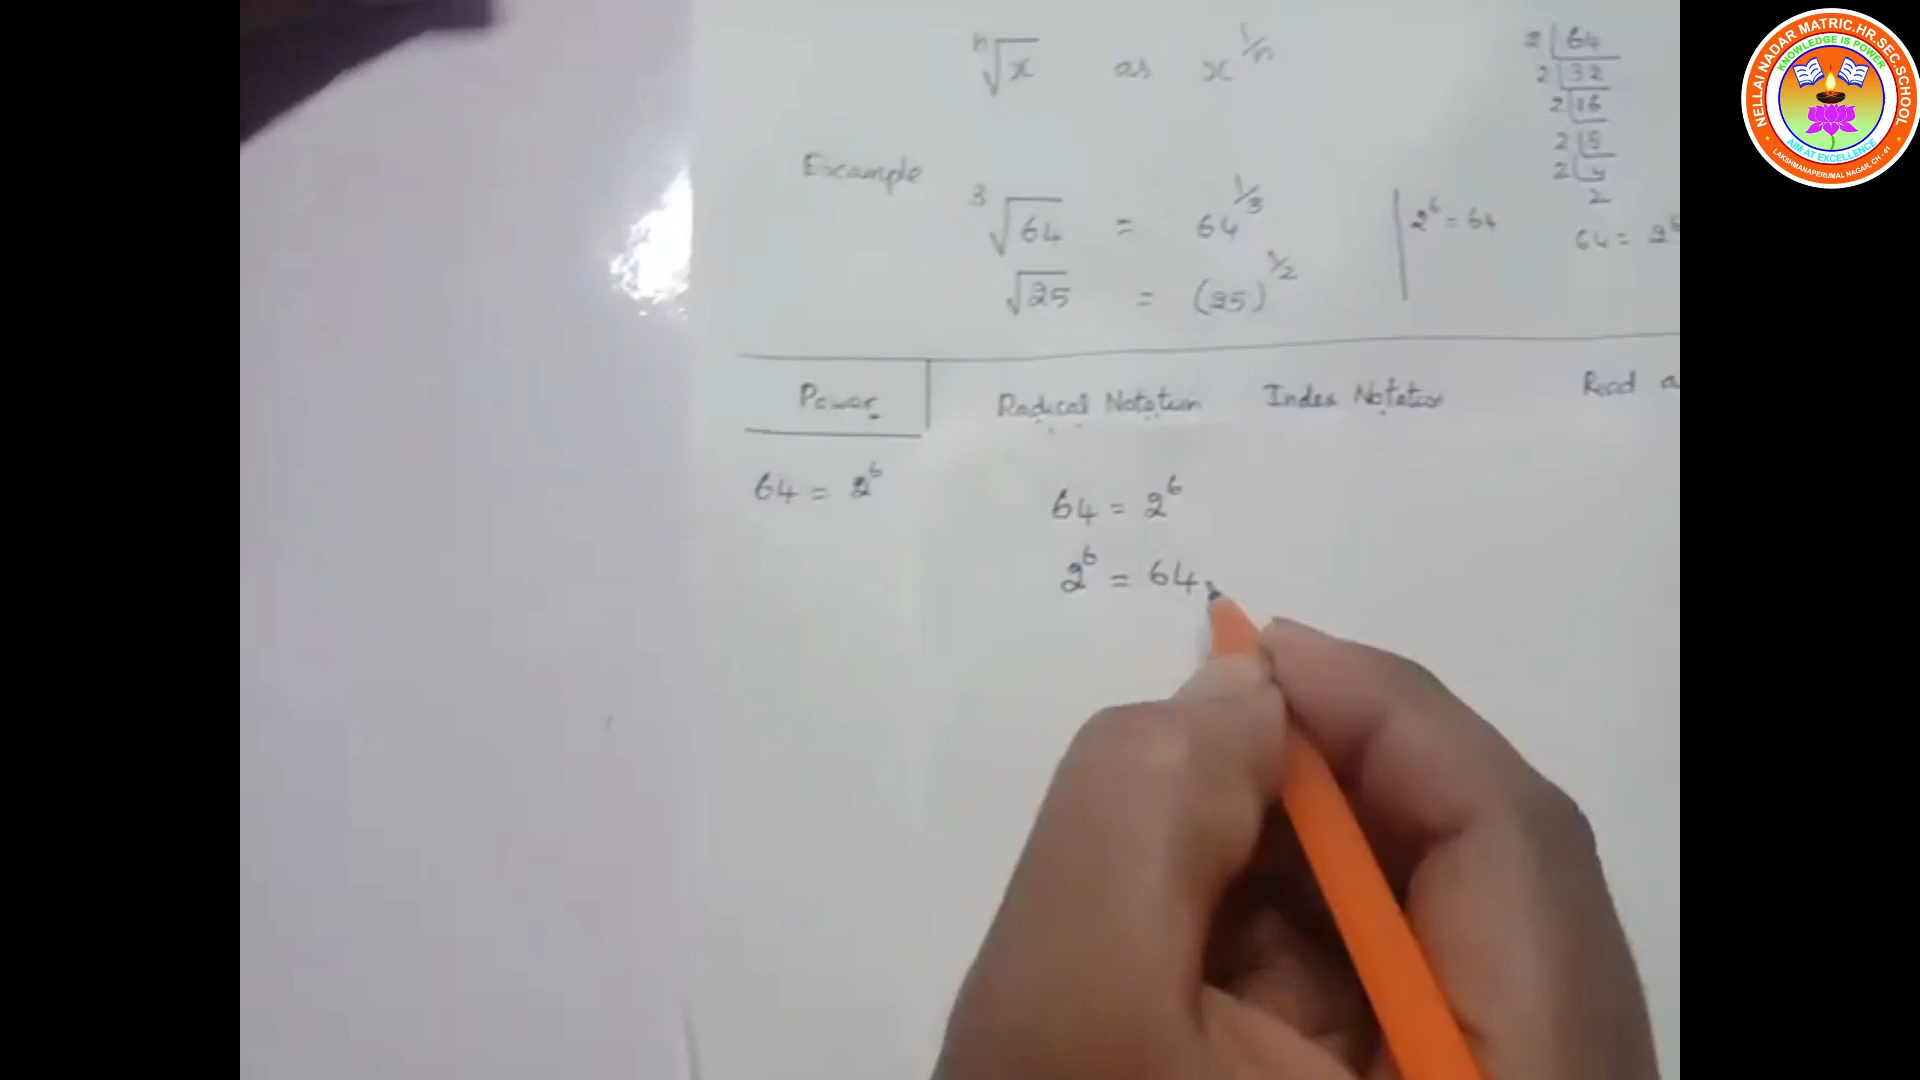 ⁿ√x as x^1/n
Example
³√64 = 64^1/3
√25 = (25)^1/2
2⁶ = 64
2 64
2 32
2 16
2 8
2 4
2
64 = 2⁶
Power Radical Notation Index Notation Read a
64 = 2⁶
64 = 2⁶
2⁶ = 64
NELLAI NADAR MATRIC.HR.SEC.SCHOOL
KNOWLEDGE IS POWER
AIM AT EXCELLENCE
LAKSHMANAPERUMAL NAGAR, CH - 41